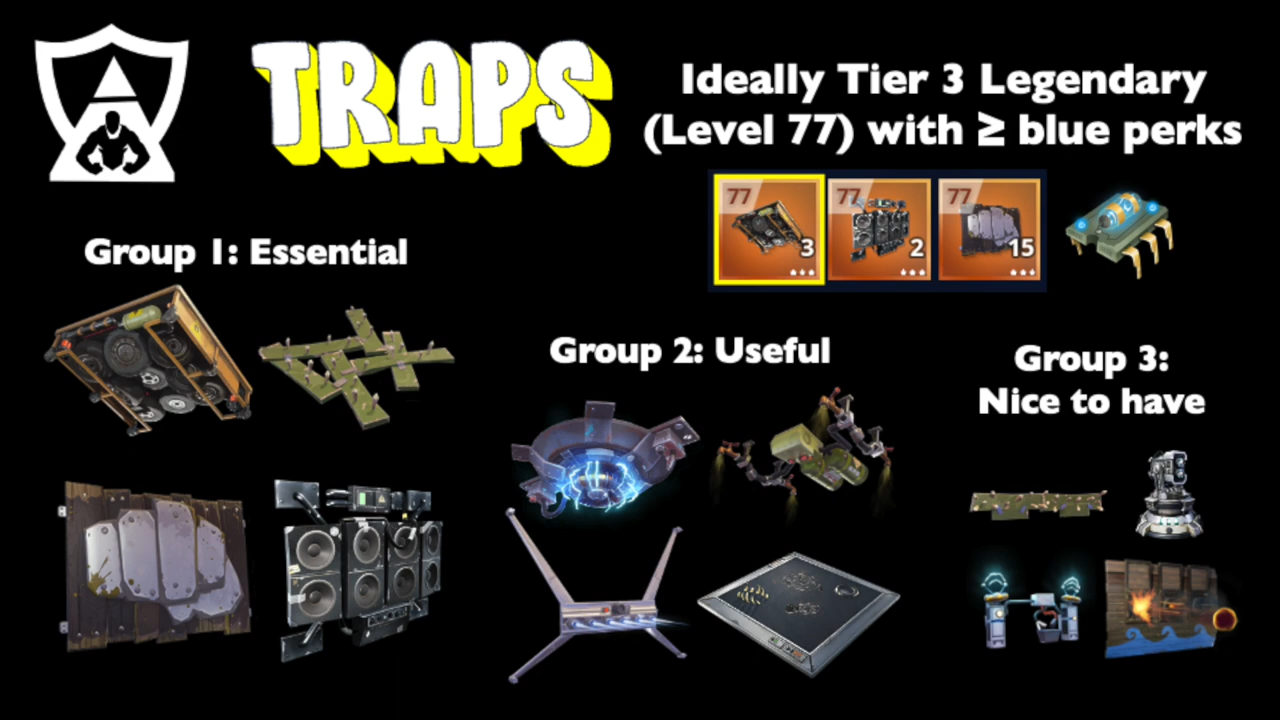 TRAPS
Ideally Tier 3 Legendary
(Level 77) with ≥ blue perks
77
3
77
2
77
15
Group 1: Essential
Group 2: Useful
Group 3:
Nice to have